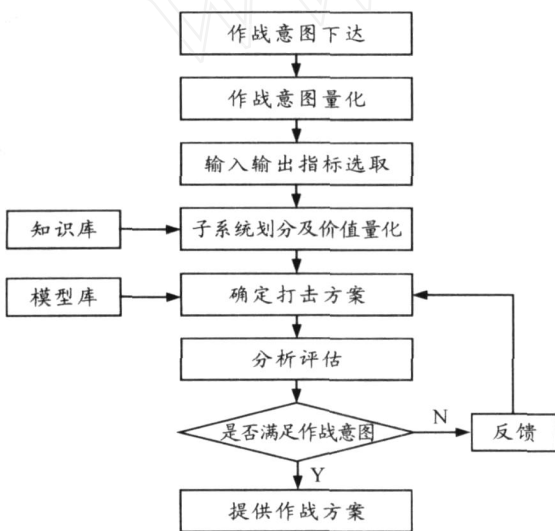 作战意图下达
作战意图量化
输入输出指标选取
知识库
子系统划分及价值量化
模型库
确定打击方案
分析评估
是否满足作战意图
N
反馈
Y
提供作战方案